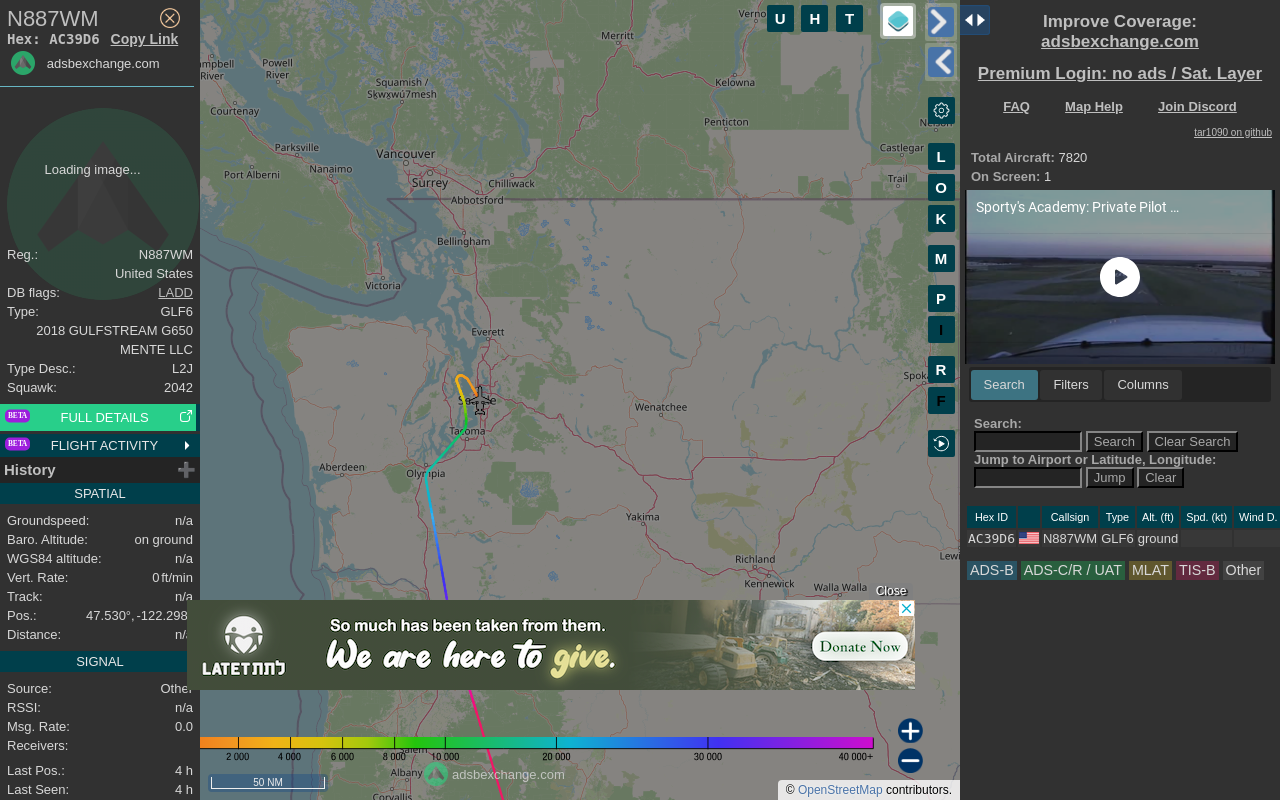 N887WM
Hex: AC39D6 Copy Link
adsbexchange.com
Loading image...
Reg.: N887WM
United States
DB flags: LADD
Type: GLF6
2018 GULFSTREAM G650
MENTE LLC
Type Desc.: L2J
Squawk: 2042
BETA FULL DETAILS
BETA FLIGHT ACTIVITY
History
SPATIAL
Groundspeed: n/a
Baro. Altitude: on ground
WGS84 altitude: n/a
Vert. Rate: 0 ft/min
Track: n/a
Pos.: 47.530°, -122.298
Distance:
SIGNAL
Source: Other
RSSI: n/a
Msg. Rate: 0.0
Receivers:
Last Pos.: 4 h
Last Seen: 4 h
Merritt
U H T
Powell
River
River
Squamish /
Sḵwx̱wú7mesh
Kelowna
Courtenay
Penticton
Parksville
Nanaimo
Port Alberni
Vancouver
Surrey
Chilliwack
Abbotsford
Castlegar
Trail
Bellingham
Victoria
Everett
Tacoma
Wenatchee
Aberdeen
Olympia
Yakima
Richland
Kennewick
Walla Walla
Albany
Corvallis
L
O
K
M
P
I
R
F
Close
So much has been taken from them.
We are here to give.
LATET לתת
Donate Now
2 000 4 000 6 000 8 000 10 000 20 000 30 000 40 000+
adsbexchange.com
50 NM
© OpenStreetMap contributors.
Improve Coverage:
adsbexchange.com
Premium Login: no ads / Sat. Layer
FAQ Map Help Join Discord
tar1090 on github
Total Aircraft: 7820
On Screen: 1
Sporty's Academy: Private Pilot ...
Search Filters Columns
Search:
Search Clear Search
Jump to Airport or Latitude, Longitude:
Jump Clear
Hex ID Callsign Type Alt. (ft) Spd. (kt) Wind D.
AC39D6 N887WM GLF6 ground
ADS-B ADS-C/R / UAT MLAT TIS-B Other